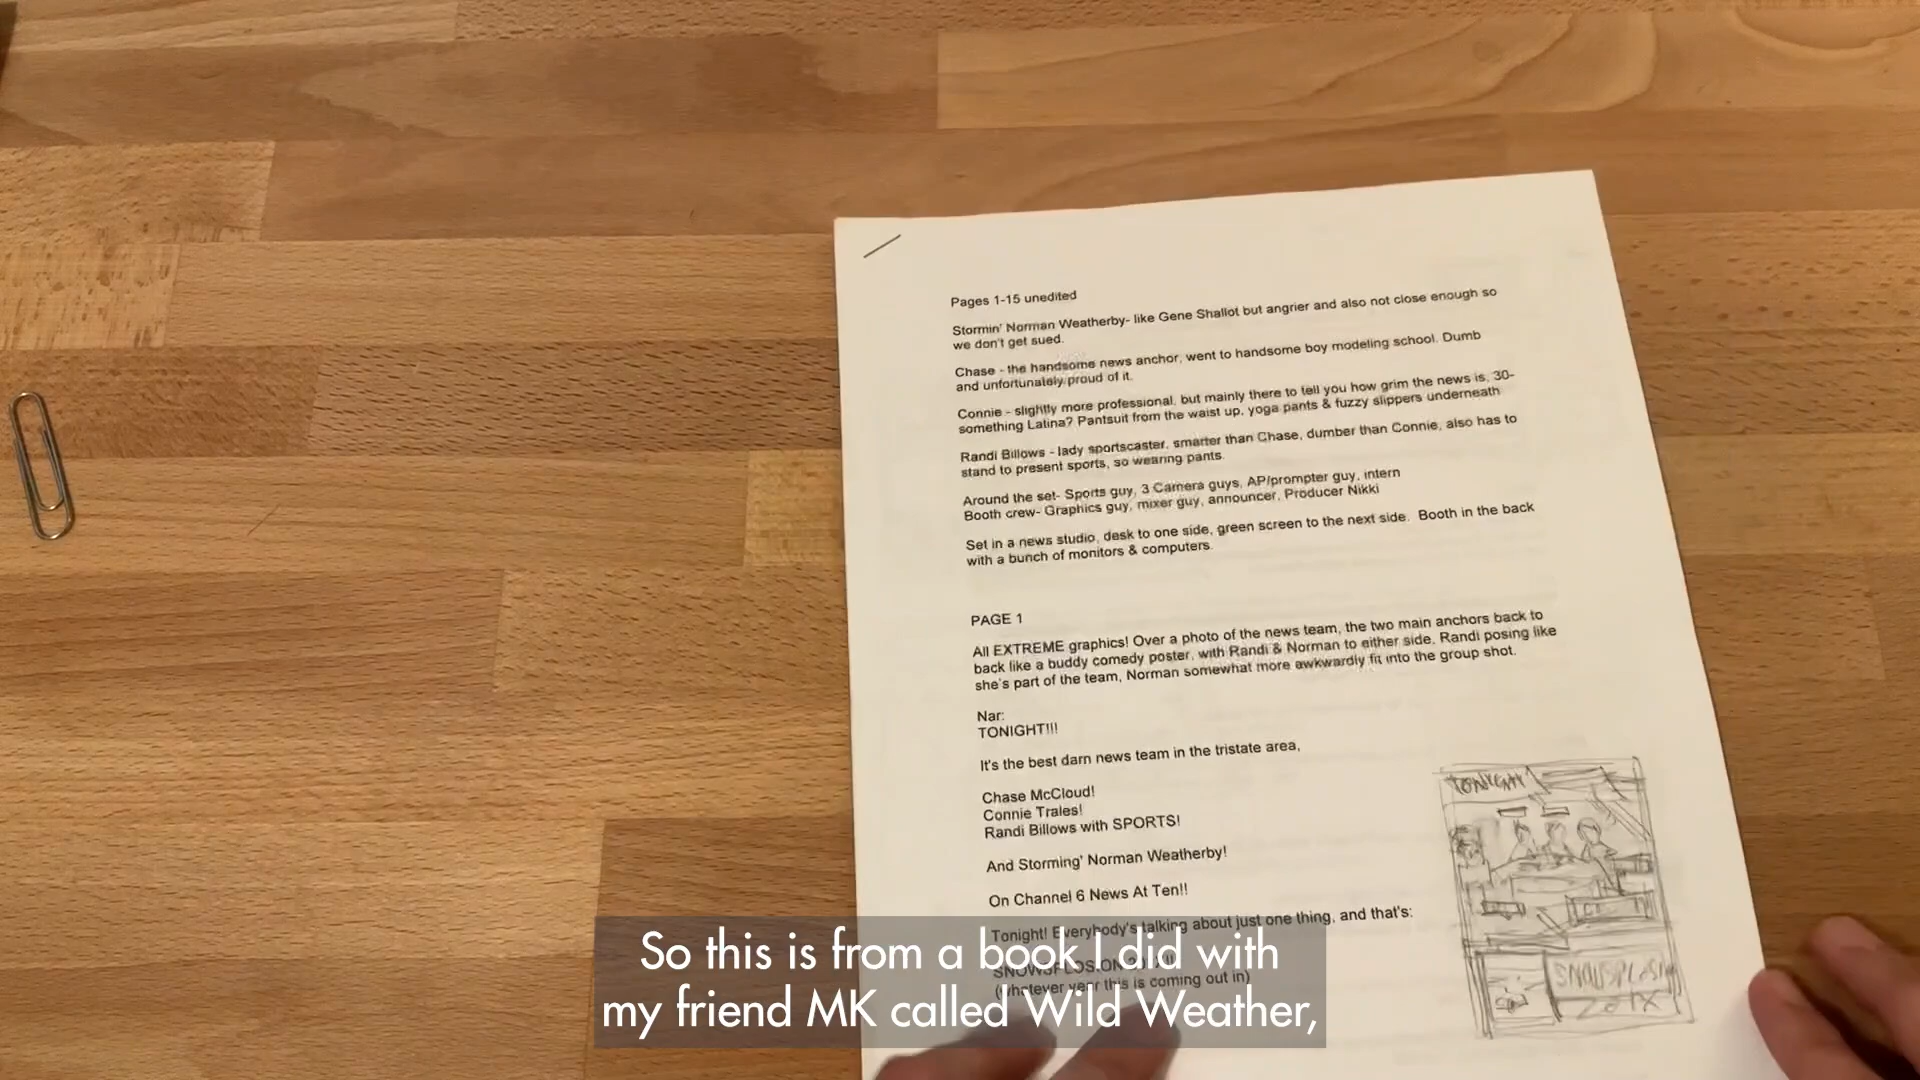 Pages 1-15 unedited
Stormin' Norman Weatherby- like Gene Shallot but angrier and also not close enough so
we don't get sued.
Chase - the handsome news anchor, went to handsome boy modeling school. Dumb
and unfortunately proud of it.
Connie - slightly more professional, but mainly there to tell you how grim the news is, 30-
something Latina? Pantsuit from the waist up, yoga pants & fuzzy slippers underneath
Randi Billows - lady sportscaster, smarter than Chase, dumber than Connie, also has to
stand to present sports, so wearing pants.
Around the set- Sports guy, 3 Camera guys, AP/prompter guy, intern
Booth crew- Graphics guy, mixer guy, announcer, Producer Nikki
Set in a news studio, desk to one side, green screen to the next side. Booth in the back
with a bunch of monitors & computers.
PAGE 1
All EXTREME graphics! Over a photo of the news team, the two main anchors back to
back like a buddy comedy poster, with Randi & Norman to either side, Randi posing like
she's part of the team, Norman somewhat more awkwardly fit into the group shot.
Nar:
TONIGHT!!!
It's the best darn news team in the tristate area,
Chase McCloud!
Connie Trales!
Randi Billows with SPORTS!
And Storming' Norman Weatherby!
On Channel 6 News At Ten!!
Tonight! Everybody's talking about just one thing, and that's:
(whatever year this is coming out in)
TONIGHT
So this is from a book I did with
my friend MK called Wild Weather,